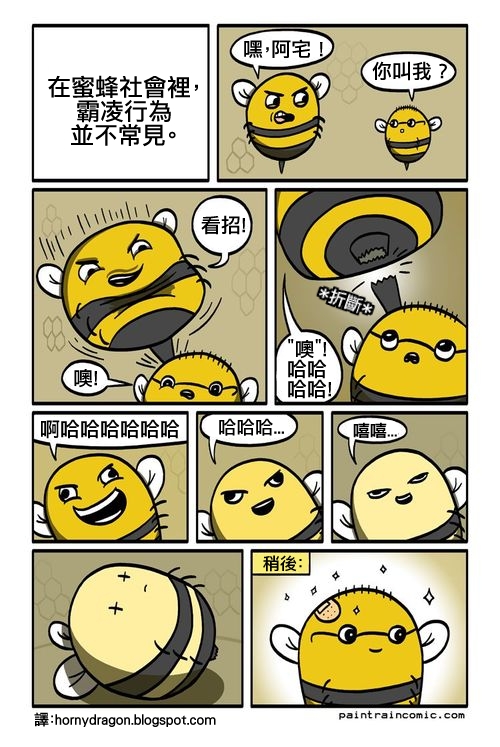 在蜜蜂社會裡,
霸凌行為
並不常見。
嘿,阿宅！
你叫我？
看招!
噢!
*折斷*
"噢"!
哈哈
哈哈!
啊哈哈哈哈哈哈
哈哈哈...
嘻嘻...
稍後:
譯:hornydragon.blogspot.com
paintraincomic.com